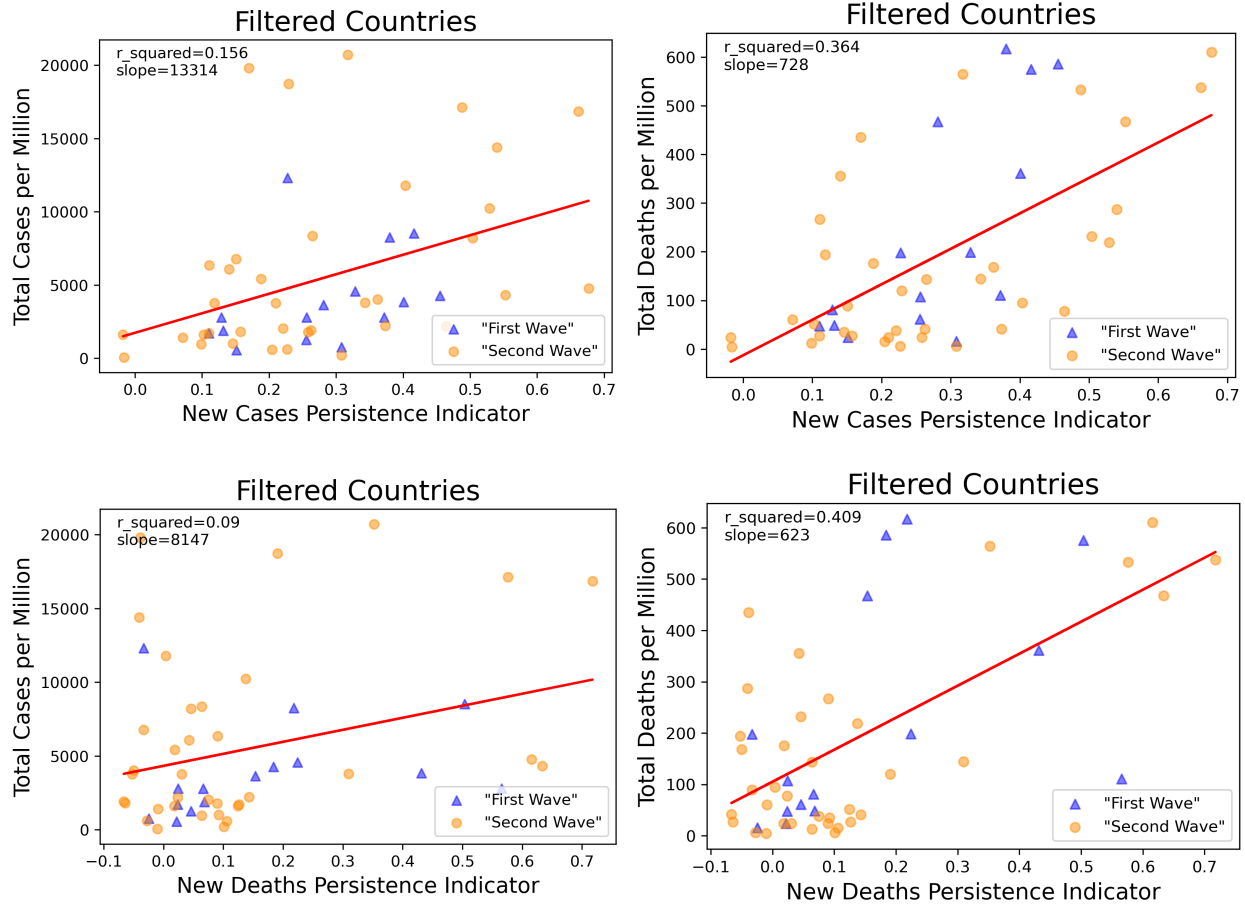 Filtered Countries
r_squared=0.156
slope=13314
20000
15000
10000
5000
0
Total Cases per Million
"First Wave"
"Second Wave"
0.0 0.1 0.2 0.3 0.4 0.5 0.6 0.7
New Cases Persistence Indicator
Filtered Countries
r_squared=0.364
slope=728
600
500
400
300
200
100
0
Total Deaths per Million
"First Wave"
"Second Wave"
0.0 0.1 0.2 0.3 0.4 0.5 0.6 0.7
New Cases Persistence Indicator
Filtered Countries
r_squared=0.09
slope=8147
20000
15000
10000
5000
0
Total Cases per Million
"First Wave"
"Second Wave"
−0.1 0.0 0.1 0.2 0.3 0.4 0.5 0.6 0.7
New Deaths Persistence Indicator
Filtered Countries
r_squared=0.409
slope=623
600
500
400
300
200
100
0
Total Deaths per Million
"First Wave"
"Second Wave"
−0.1 0.0 0.1 0.2 0.3 0.4 0.5 0.6 0.7
New Deaths Persistence Indicator